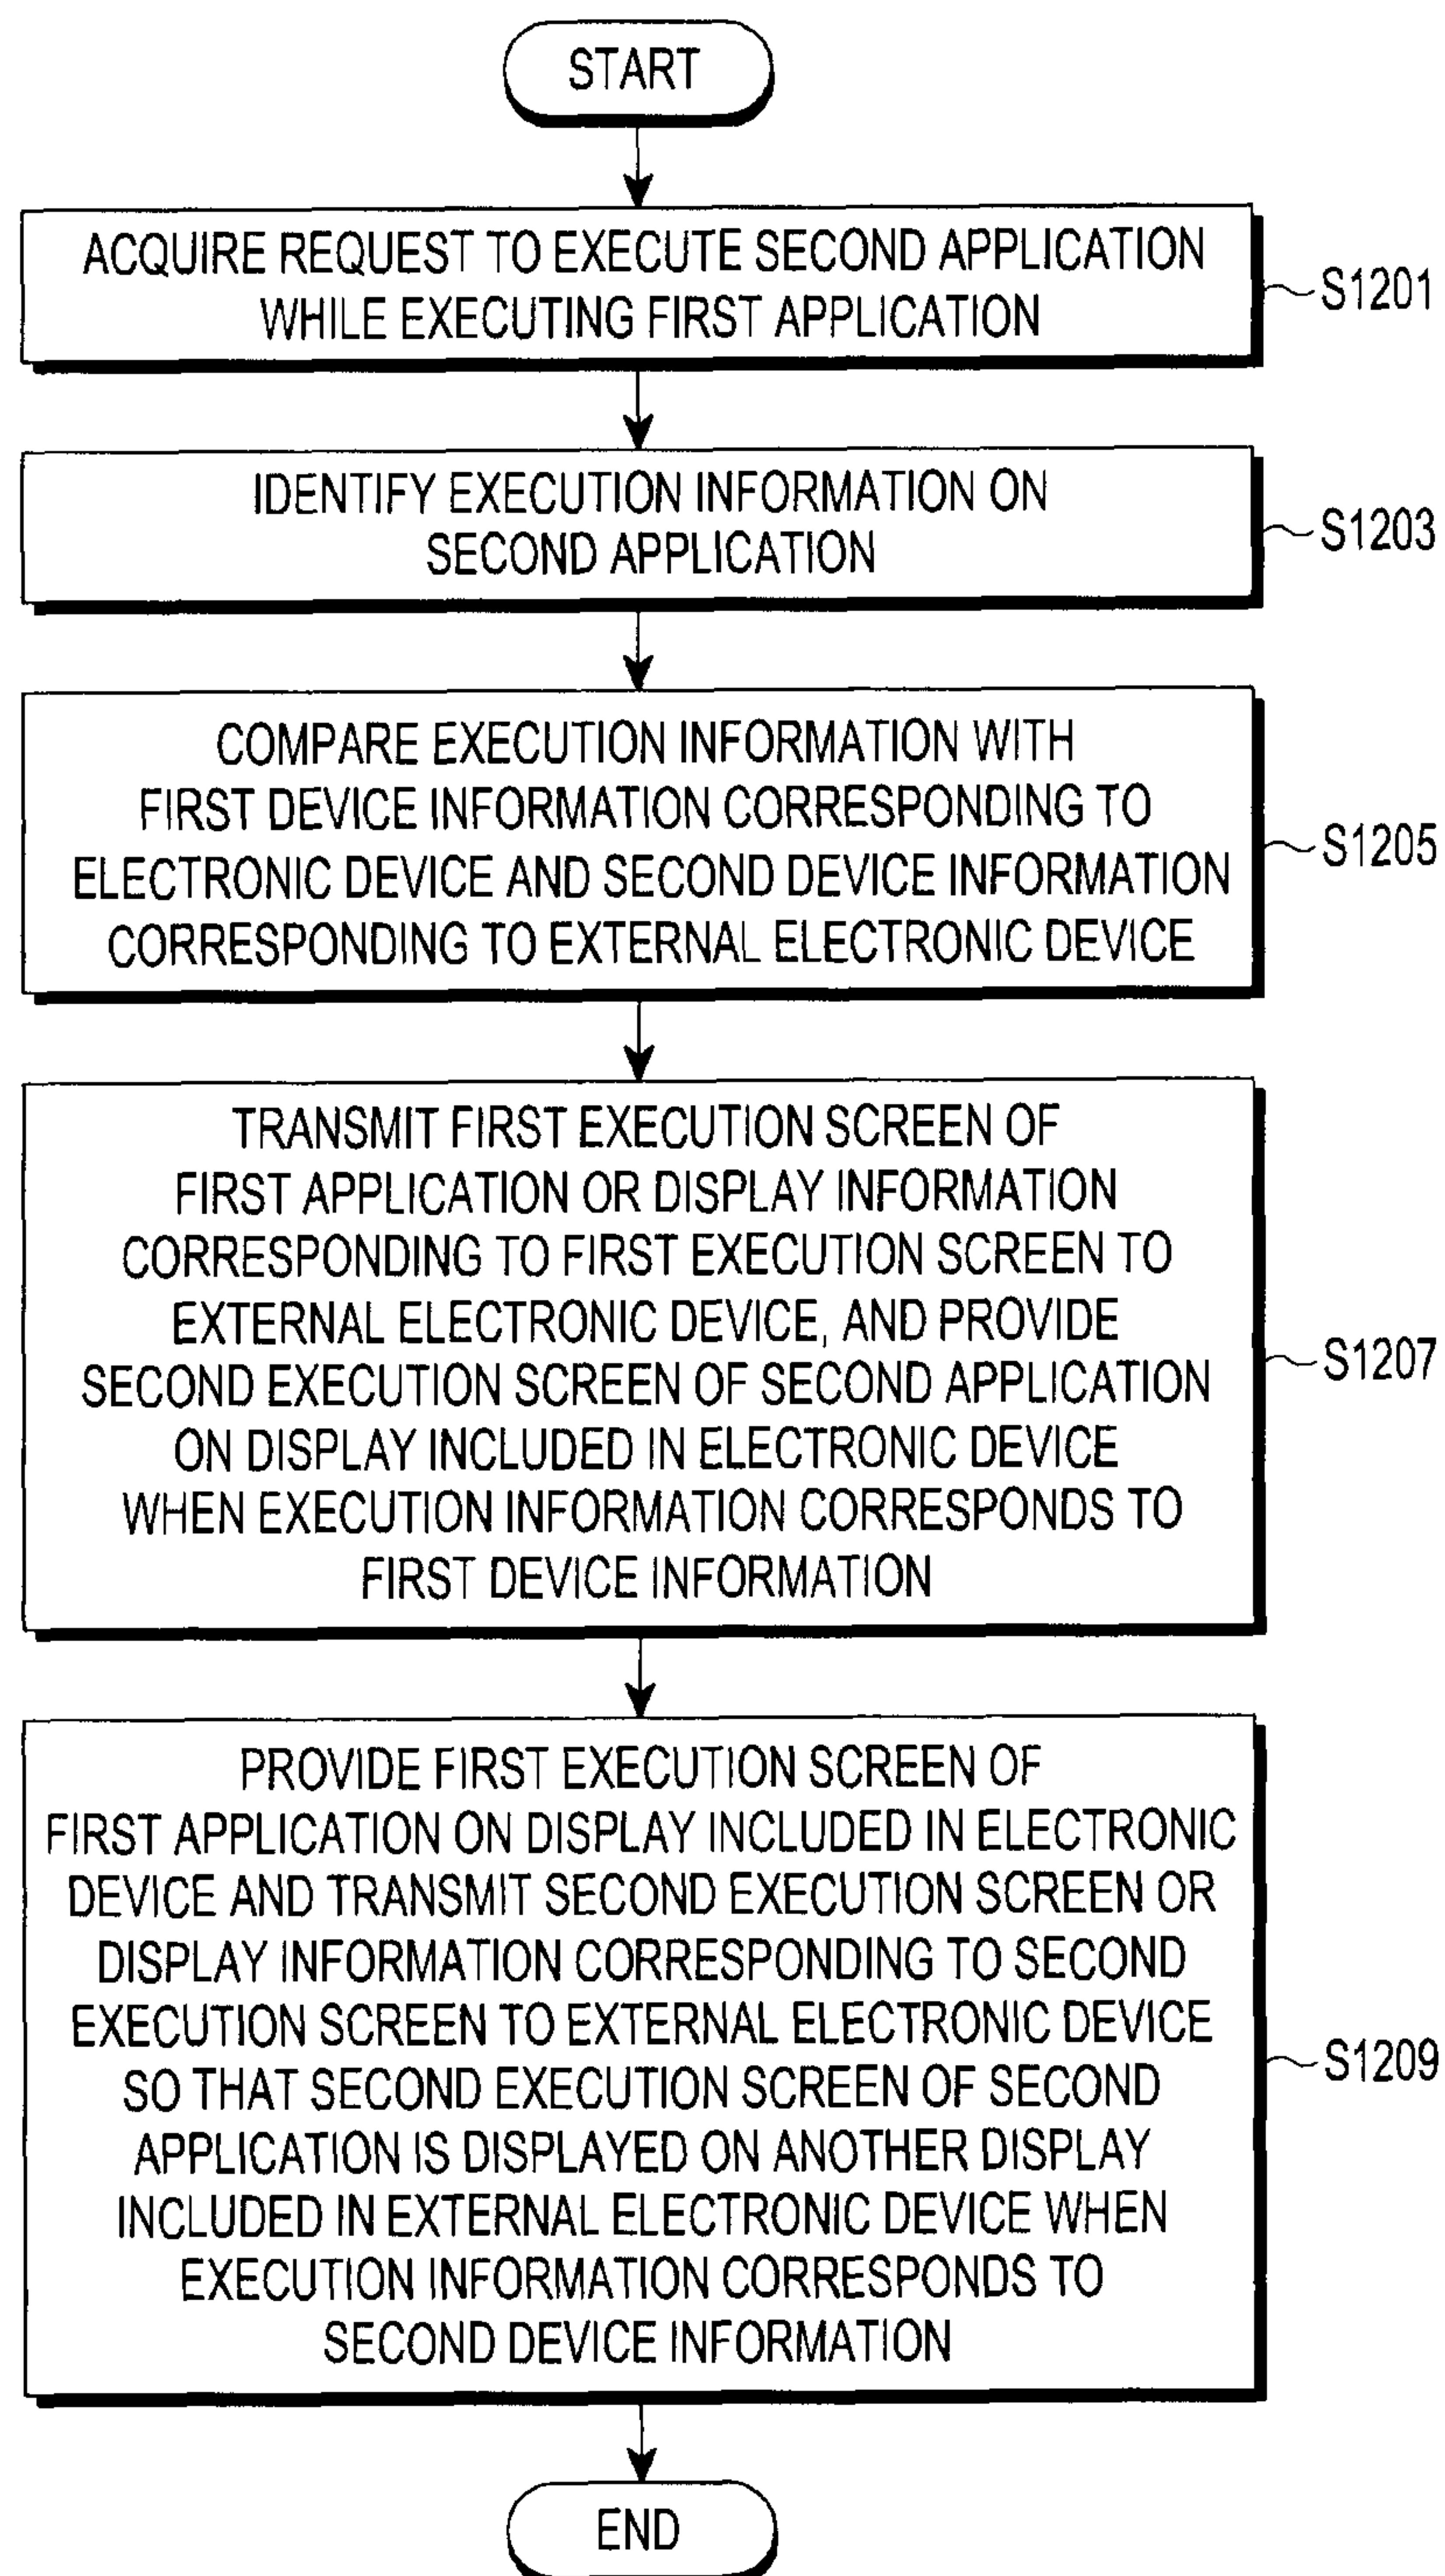 START
ACQUIRE REQUEST TO EXECUTE SECOND APPLICATION
WHILE EXECUTING FIRST APPLICATION
S1201
IDENTIFY EXECUTION INFORMATION ON
SECOND APPLICATION
S1203
COMPARE EXECUTION INFORMATION WITH
FIRST DEVICE INFORMATION CORRESPONDING TO
ELECTRONIC DEVICE AND SECOND DEVICE INFORMATION
CORRESPONDING TO EXTERNAL ELECTRONIC DEVICE
S1205
TRANSMIT FIRST EXECUTION SCREEN OF
FIRST APPLICATION OR DISPLAY INFORMATION
CORRESPONDING TO FIRST EXECUTION SCREEN TO
EXTERNAL ELECTRONIC DEVICE, AND PROVIDE
SECOND EXECUTION SCREEN OF SECOND APPLICATION
ON DISPLAY INCLUDED IN ELECTRONIC DEVICE
WHEN EXECUTION INFORMATION CORRESPONDS TO
FIRST DEVICE INFORMATION
S1207
PROVIDE FIRST EXECUTION SCREEN OF
FIRST APPLICATION ON DISPLAY INCLUDED IN ELECTRONIC
DEVICE AND TRANSMIT SECOND EXECUTION SCREEN OR
DISPLAY INFORMATION CORRESPONDING TO SECOND
EXECUTION SCREEN TO EXTERNAL ELECTRONIC DEVICE
SO THAT SECOND EXECUTION SCREEN OF SECOND
APPLICATION IS DISPLAYED ON ANOTHER DISPLAY
INCLUDED IN EXTERNAL ELECTRONIC DEVICE WHEN
EXECUTION INFORMATION CORRESPONDS TO
SECOND DEVICE INFORMATION
S1209
END